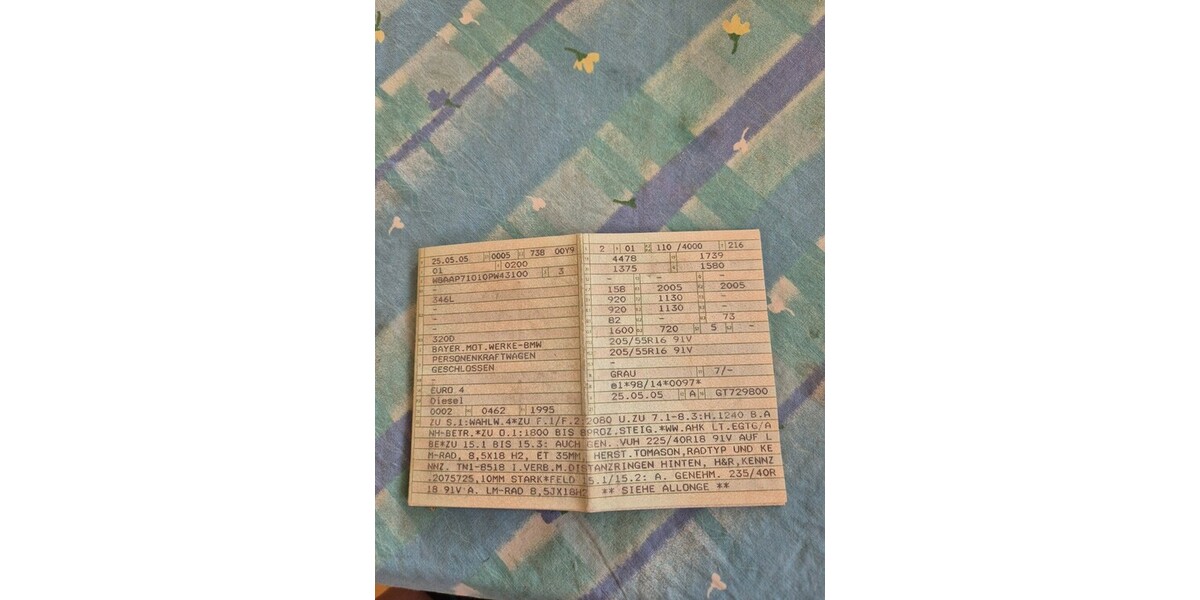 25.05.05 0005 738 00Y9
01 0200
WBAAP71010PW43100 3
-
346L
-
-
-
320D
BAYER.MOT.WERKE-BMW
PERSONENKRAFTWAGEN
GESCHLOSSEN
-
EURO 4
Diesel
0002 0462 1995
2 01 110 /4000 216
4478 1739
1375 1580
- - -
158 2005 2005
920 1130 -
920 1130 -
82 - 73
1600 720 5 -
205/55R16 91V
205/55R16 91V
-
GRAU 7/-
e1*98/14*0097*
25.05.05 A GT729800
ZU S.1:WAHLW.4*ZU F.1/F.2:2080 U.ZU 7.1-8.3:H.1240 B.A
NH-BETR.*ZU O.1:1800 BIS 8PROZ.STEIG.*WW.AHK LT.EGTG/A
BE*ZU 15.1 BIS 15.3: AUCH GEN. VUH 225/40R18 91V AUF L
M-RAD, 8,5X18 H2, ET 35MM, HERST.TOMASON,RADTYP UND KE
NNHZ. TN1-8518 I.VERB.M.DISTANZRINGEN HINTEN, H&R,KENNZ
.2075725,10MM STARK*FELD 15.1/15.2: A. GENEHM. 235/40R
18 91V A. LM-RAD 8,5JX18H2 ** SIEHE ALLONGE **